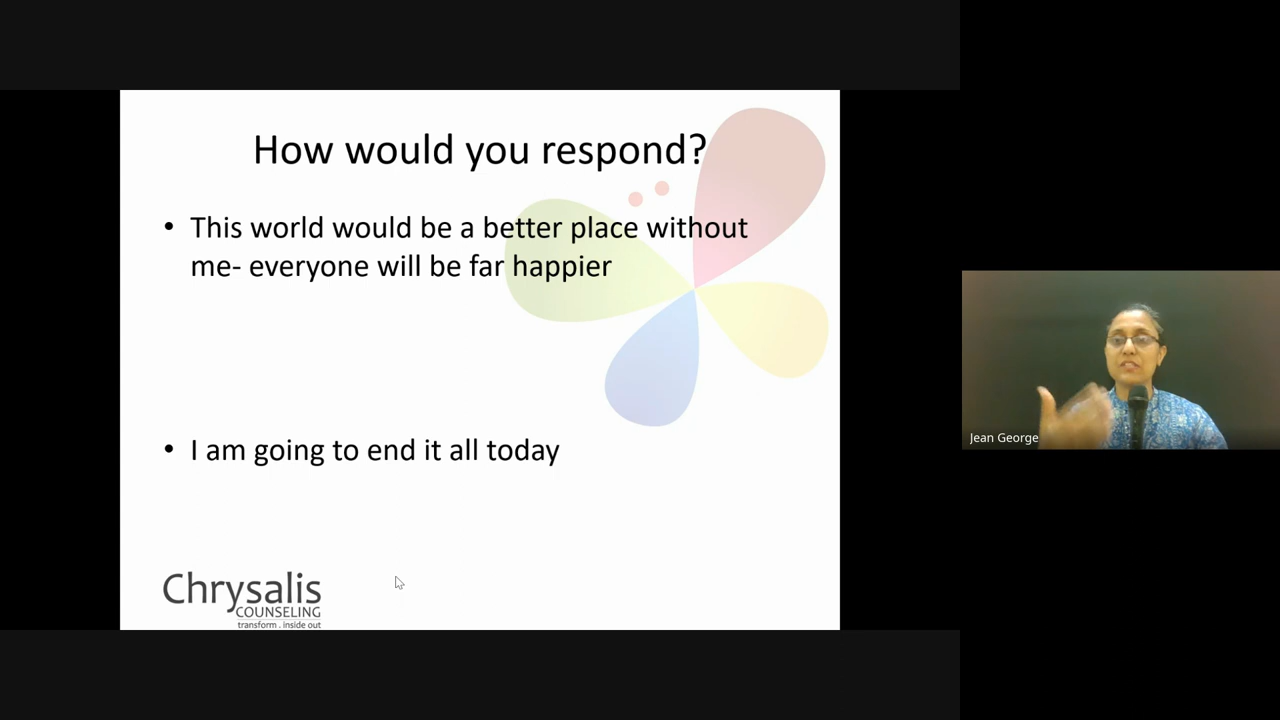 How would you respond?
• This world would be a better place without
me- everyone will be far happier
• I am going to end it all today
Chrysalis
COUNSELING
transform . inside out
Jean George